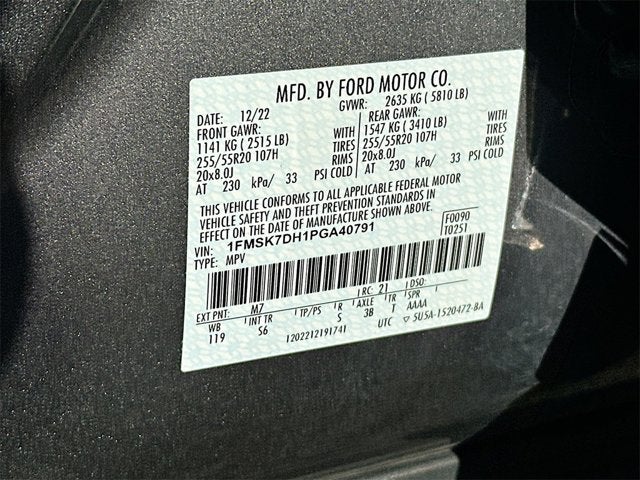 MFD. BY FORD MOTOR CO.
DATE: 12/22 GVWR: 2635 KG ( 5810 LB)
FRONT GAWR: REAR GAWR:
1141 KG ( 2515 LB) WITH 1547 KG ( 3410 LB) WITH
255/55R20 107H TIRES 255/55R20 107H TIRES
20x8.0J RIMS 20x8.0J RIMS
AT 230 kPa/ 33 PSI COLD AT 230 kPa/ 33 PSI COLD
THIS VEHICLE CONFORMS TO ALL APPLICABLE FEDERAL MOTOR
VEHICLE SAFETY AND THEFT PREVENTION STANDARDS IN
EFFECT ON THE DATE OF MANUFACTURE SHOWN ABOVE.
VIN: 1FMSK7DH1PGA40791 F0090
TYPE: MPV T0251
EXT PNT: M7 RC: 21 DSO:
WB INT TR TP/PS R AXLE TR SPR
119 S6 S 3B T AAAA
1202212191741 UTC ▽ 5U5A-1520472-BA